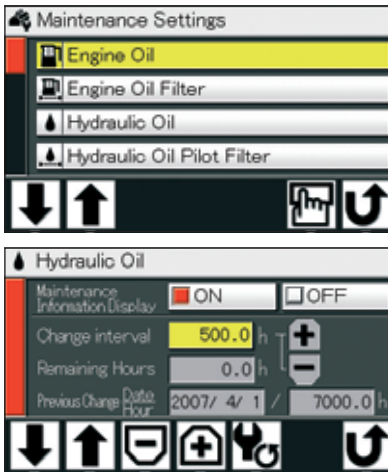 Maintenance Settings
Engine Oil
Engine Oil Filter
Hydraulic Oil
Hydraulic Oil Pilot Filter
Hydraulic Oil
Maintenance
Information Display ON OFF
Change interval 500.0 h
Remaining Hours 0.0 h
Previous Change Date 2007/ 4/ 1 / 7000.0 h
Hour